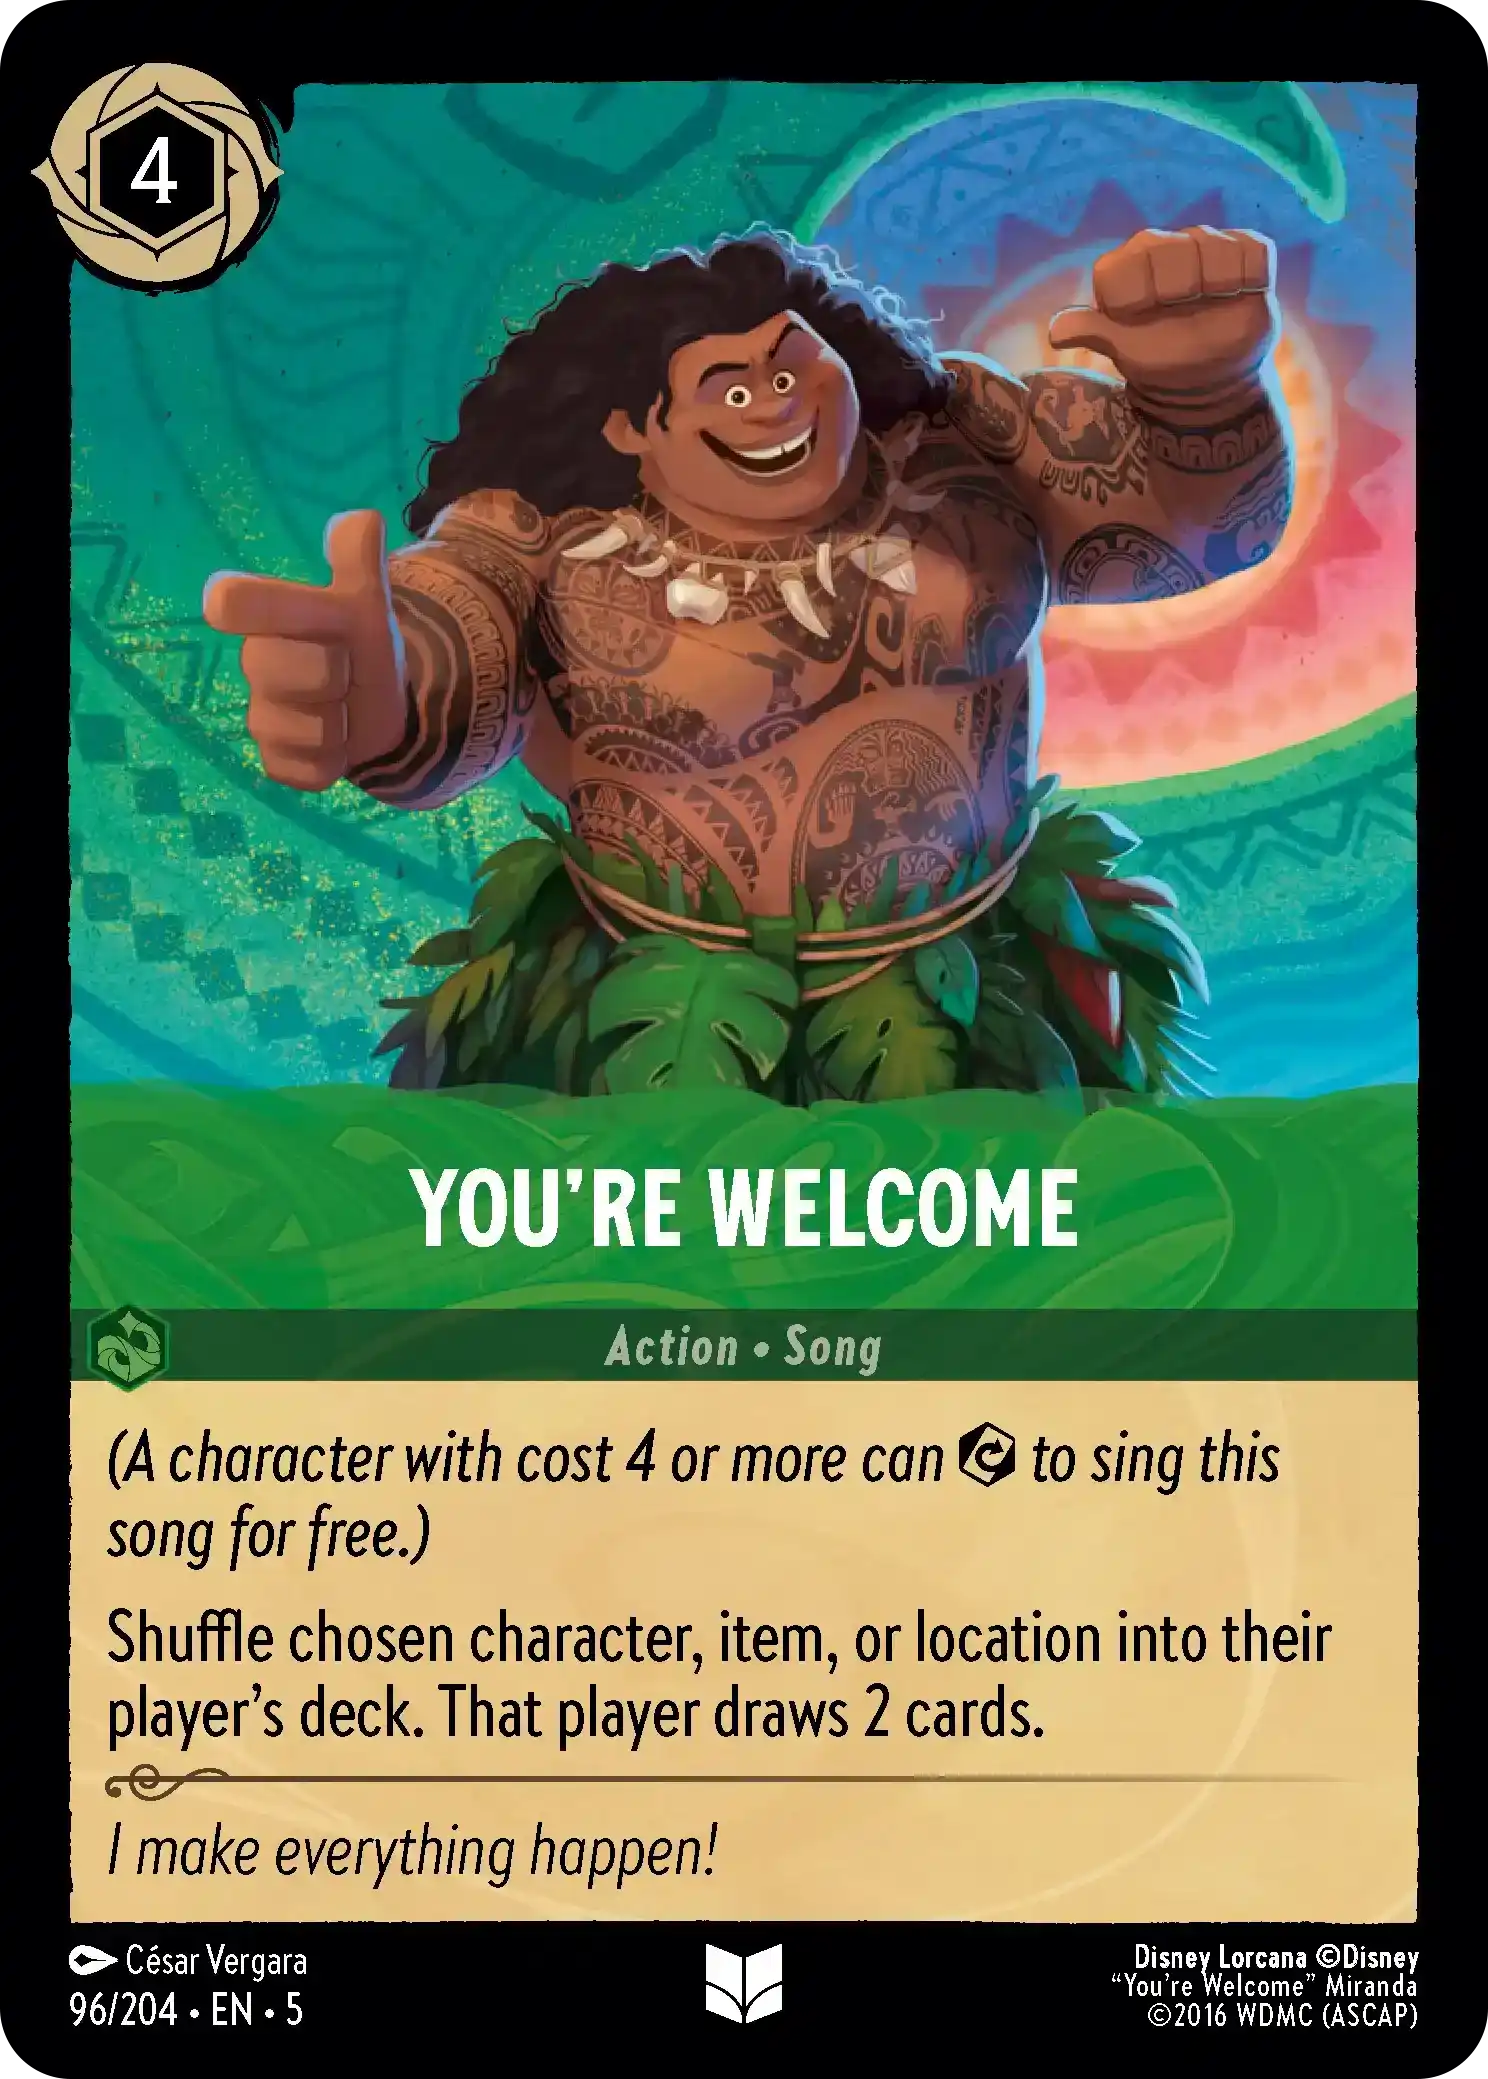 4
YOU'RE WELCOME
Action • Song
(A character with cost 4 or more can to sing this
song for free.)
Shuffle chosen character, item, or location into their
player's deck. That player draws 2 cards.
I make everything happen!
César Vergara
96/204 • EN • 5
Disney Lorcana ©Disney
"You're Welcome" Miranda
©2016 WDMC (ASCAP)